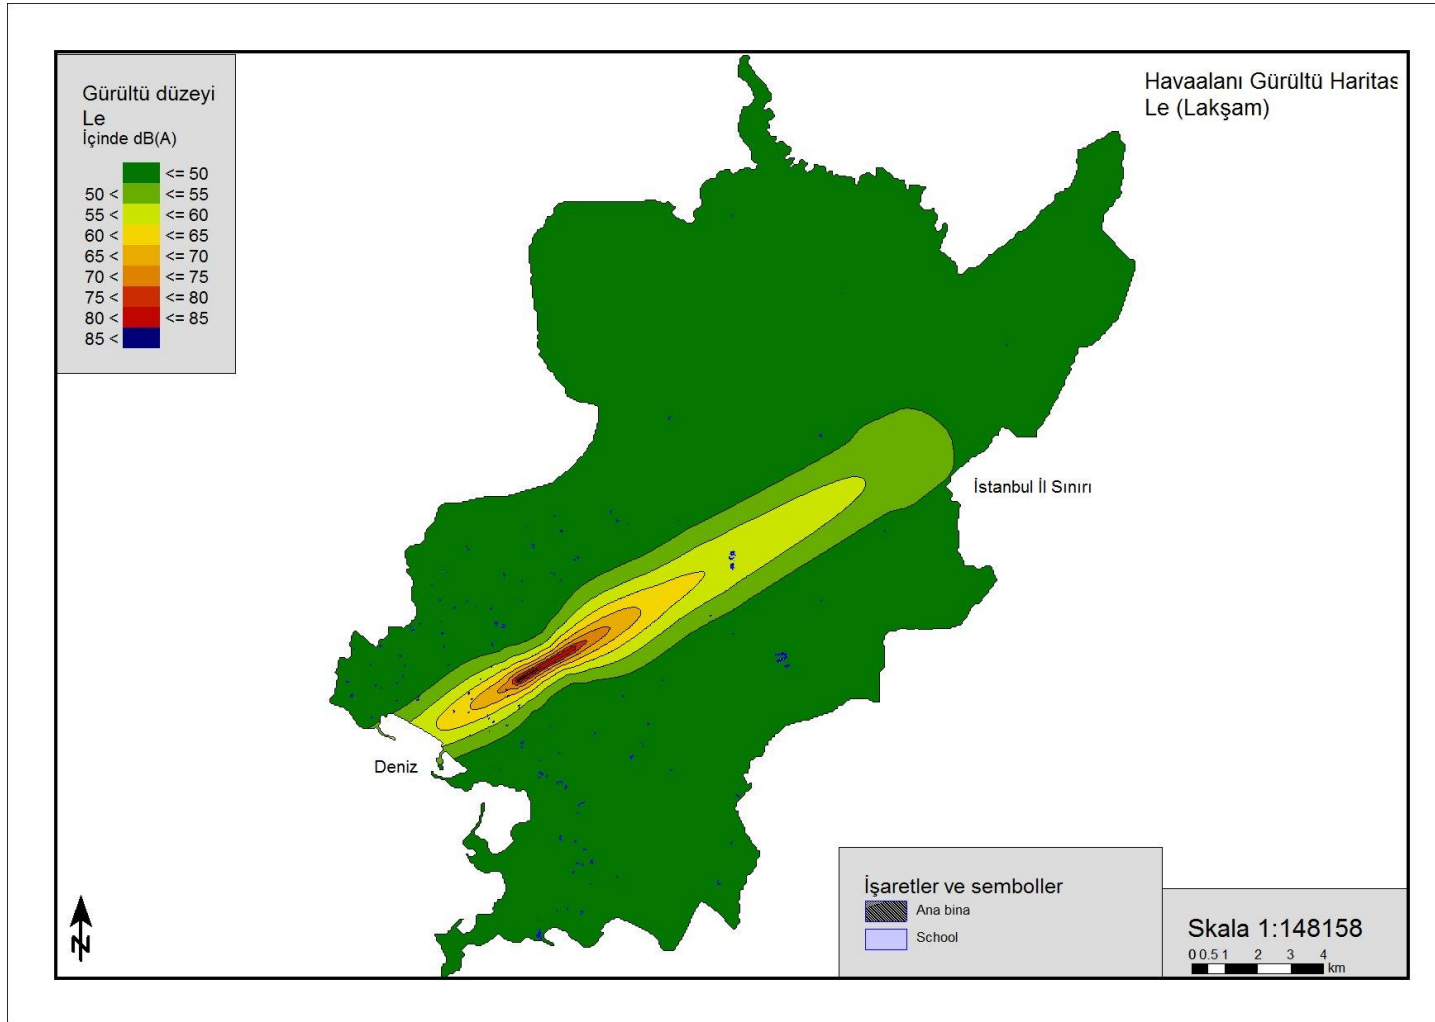 Gürültü düzeyi
Le
İçinde dB(A)
<= 50
50 < <= 55
55 < <= 60
60 < <= 65
65 < <= 70
70 < <= 75
75 < <= 80
80 < <= 85
85 <
Havaalanı Gürültü Haritas
Le (Lakşam)
İstanbul İl Sınırı
Deniz
İşaretler ve semboller
Ana bina
School
Skala 1:148158
0 0.5 1 2 3 4
km
N